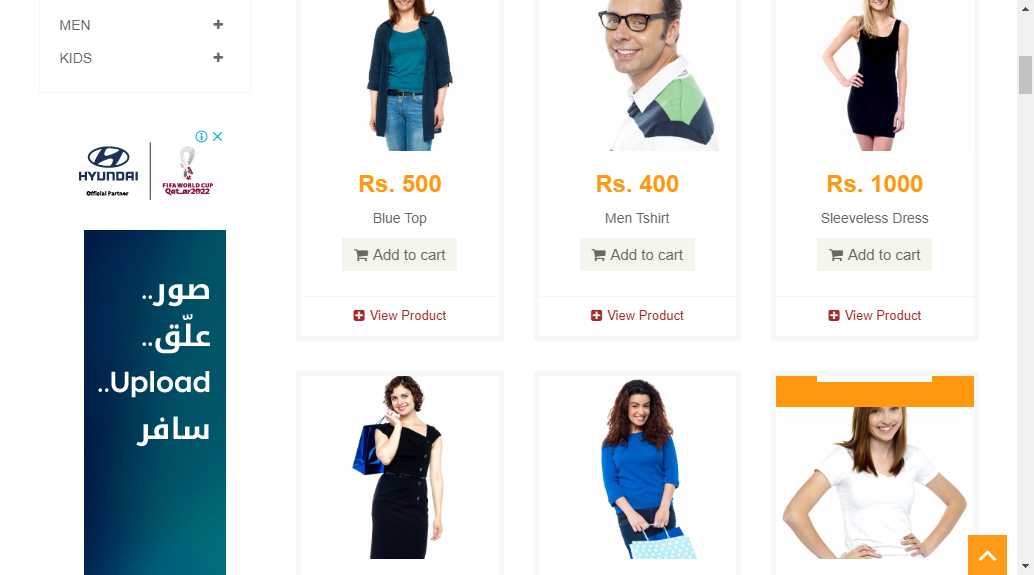 MEN
KIDS
HYUNDAI
Official Partner
FIFA WORLD CUP
Qatar2022
صور..
علّق..
Upload..
سافر
Rs. 500
Blue Top
Add to cart
View Product
Rs. 400
Men Tshirt
Add to cart
View Product
Rs. 1000
Sleeveless Dress
Add to cart
View Product